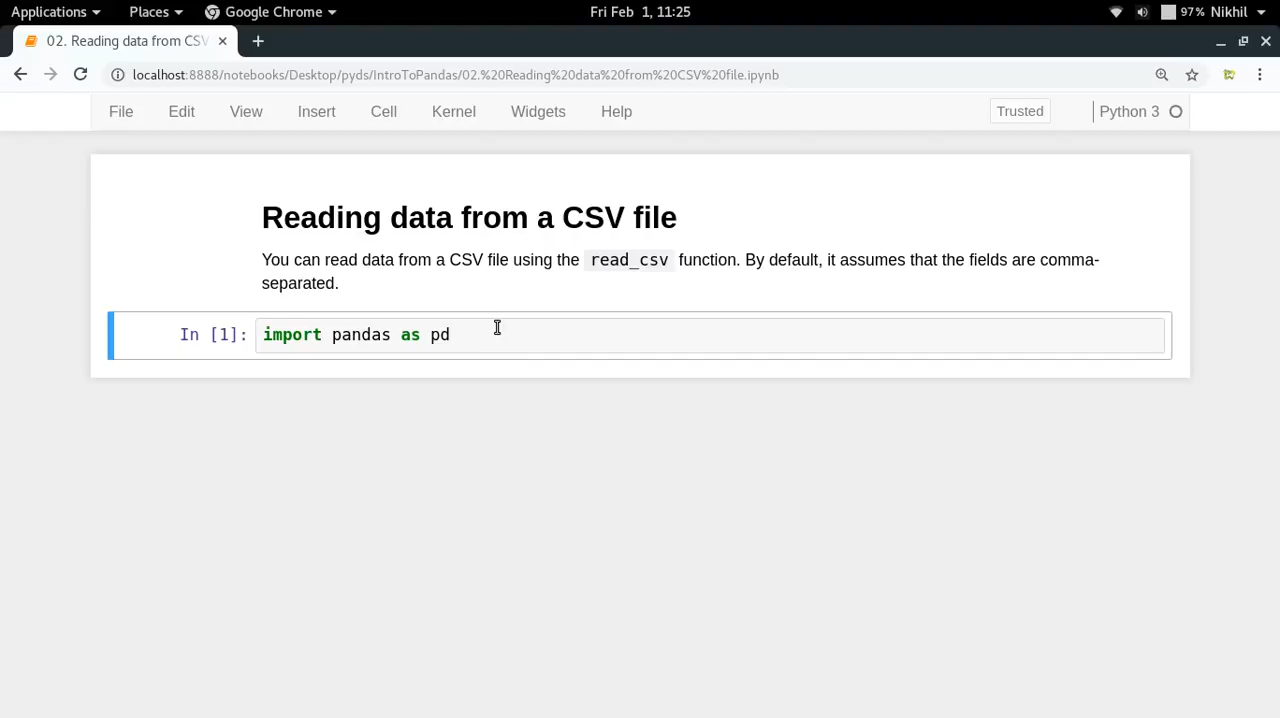 Applications Places Google Chrome Fri Feb 1, 11:25 97% Nikhil
02. Reading data from CSV
localhost:8888/notebooks/Desktop/pyds/IntroToPandas/02.%20Reading%20data%20from%20CSV%20file.ipynb
File Edit View Insert Cell Kernel Widgets Help Trusted Python 3
Reading data from a CSV file
You can read data from a CSV file using the read_csv function. By default, it assumes that the fields are comma-
separated.
In [1]: import pandas as pd